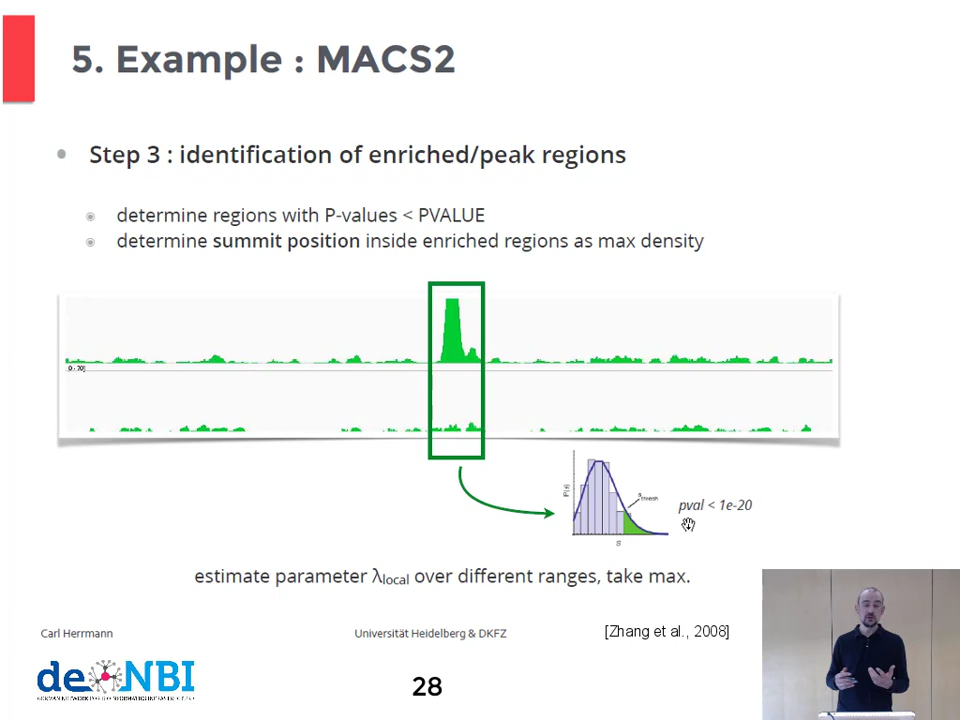 5. Example : MACS2
Step 3 : identification of enriched/peak regions
determine regions with P-values < PVALUE
determine summit position inside enriched regions as max density
0 - 70]
P(s)
s thresh
pval < 1e-20
s
estimate parameter λlocal over different ranges, take max.
Carl Herrmann
Universität Heidelberg & DKFZ
[Zhang et al., 2008]
de NBI
28